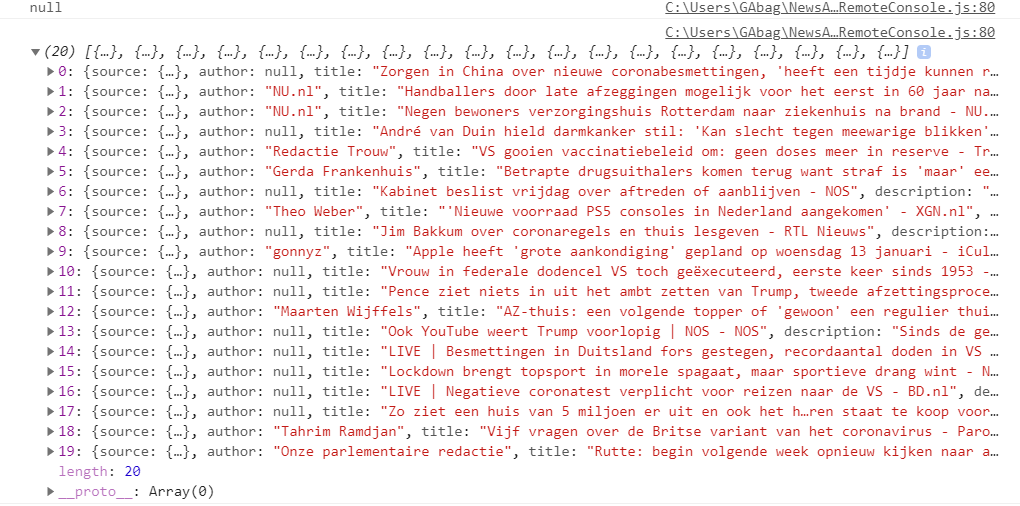 null C:\Users\GAbag\NewsA…RemoteConsole.js:80
C:\Users\GAbag\NewsA…RemoteConsole.js:80
▼(20) [{…}, {…}, {…}, {…}, {…}, {…}, {…}, {…}, {…}, {…}, {…}, {…}, {…}, {…}, {…}, {…}, {…}, {…}, {…}, {…}] i
▶0: {source: {…}, author: null, title: "Zorgen in China over nieuwe coronabesmettingen, 'heeft een tijdje kunnen r…
▶1: {source: {…}, author: "NU.nl", title: "Handballers door late afzeggingen mogelijk voor het eerst in 60 jaar na…
▶2: {source: {…}, author: "NU.nl", title: "Negen bewoners verzorgingshuis Rotterdam naar ziekenhuis na brand - NU.…
▶3: {source: {…}, author: null, title: "André van Duin hield darmkanker stil: 'Kan slecht tegen meewarige blikken'…
▶4: {source: {…}, author: "Redactie Trouw", title: "VS gooien vaccinatiebeleid om: geen doses meer in reserve - Tr…
▶5: {source: {…}, author: "Gerda Frankenhuis", title: "Betrapte drugsuithalers komen terug want straf is 'maar' ee…
▶6: {source: {…}, author: null, title: "Kabinet beslist vrijdag over aftreden of aanblijven - NOS", description: "…
▶7: {source: {…}, author: "Theo Weber", title: "'Nieuwe voorraad PS5 consoles in Nederland aangekomen' - XGN.nl", …
▶8: {source: {…}, author: null, title: "Jim Bakkum over coronaregels en thuis lesgeven - RTL Nieuws", description:…
▶9: {source: {…}, author: "gonnyz", title: "Apple heeft 'grote aankondiging' gepland op woensdag 13 januari - iCul…
▶10: {source: {…}, author: null, title: "Vrouw in federale dodencel VS toch geëxecuteerd, eerste keer sinds 1953 -…
▶11: {source: {…}, author: null, title: "Pence ziet niets in uit het ambt zetten van Trump, tweede afzettingsproce…
▶12: {source: {…}, author: "Maarten Wijffels", title: "AZ-thuis: een volgende topper of 'gewoon' een regulier thui…
▶13: {source: {…}, author: null, title: "Ook YouTube weert Trump voorlopig | NOS - NOS", description: "Sinds de ge…
▶14: {source: {…}, author: null, title: "LIVE | Besmettingen in Duitsland fors gestegen, recordaantal doden in VS …
▶15: {source: {…}, author: null, title: "Lockdown brengt topsport in morele spagaat, maar sportieve drang wint - N…
▶16: {source: {…}, author: null, title: "LIVE | Negatieve coronatest verplicht voor reizen naar de VS - BD.nl", de…
▶17: {source: {…}, author: null, title: "Zo ziet een huis van 5 miljoen er uit en ook het h…ren staat te koop voor…
▶18: {source: {…}, author: "Tahrim Ramdjan", title: "Vijf vragen over de Britse variant van het coronavirus - Paro…
▶19: {source: {…}, author: "Onze parlementaire redactie", title: "Rutte: begin volgende week opnieuw kijken naar a…
length: 20
▶__proto__: Array(0)